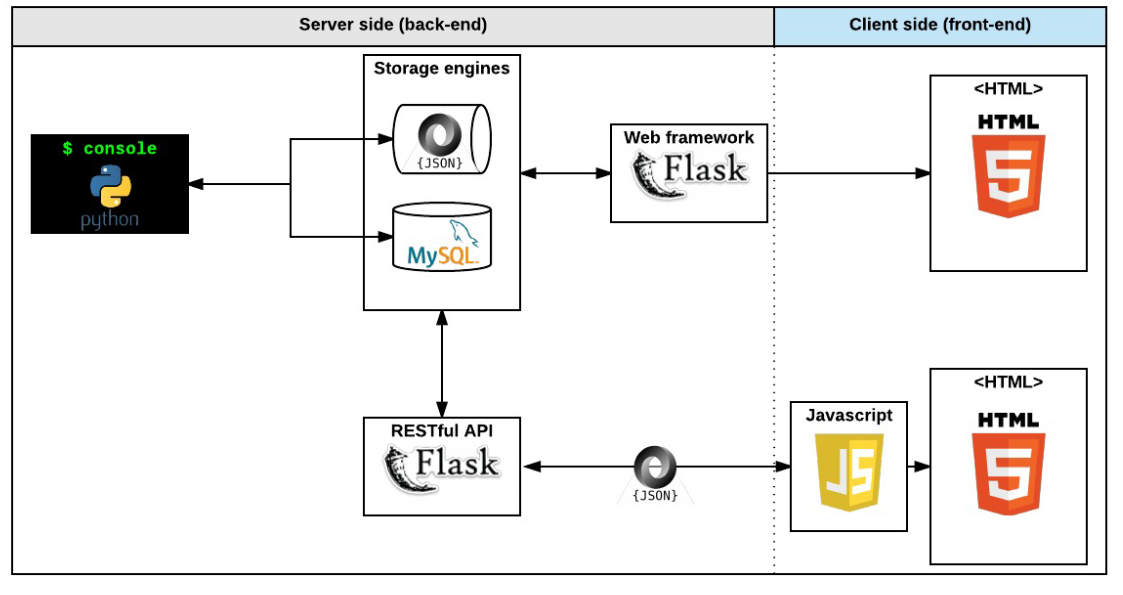 Server side (back-end)
Client side (front-end)
Storage engines
{JSON}
MySQL
$ console
python
Web framework
Flask
<HTML>
HTML
5
RESTful API
Flask
{JSON}
Javascript
JS
<HTML>
HTML
5